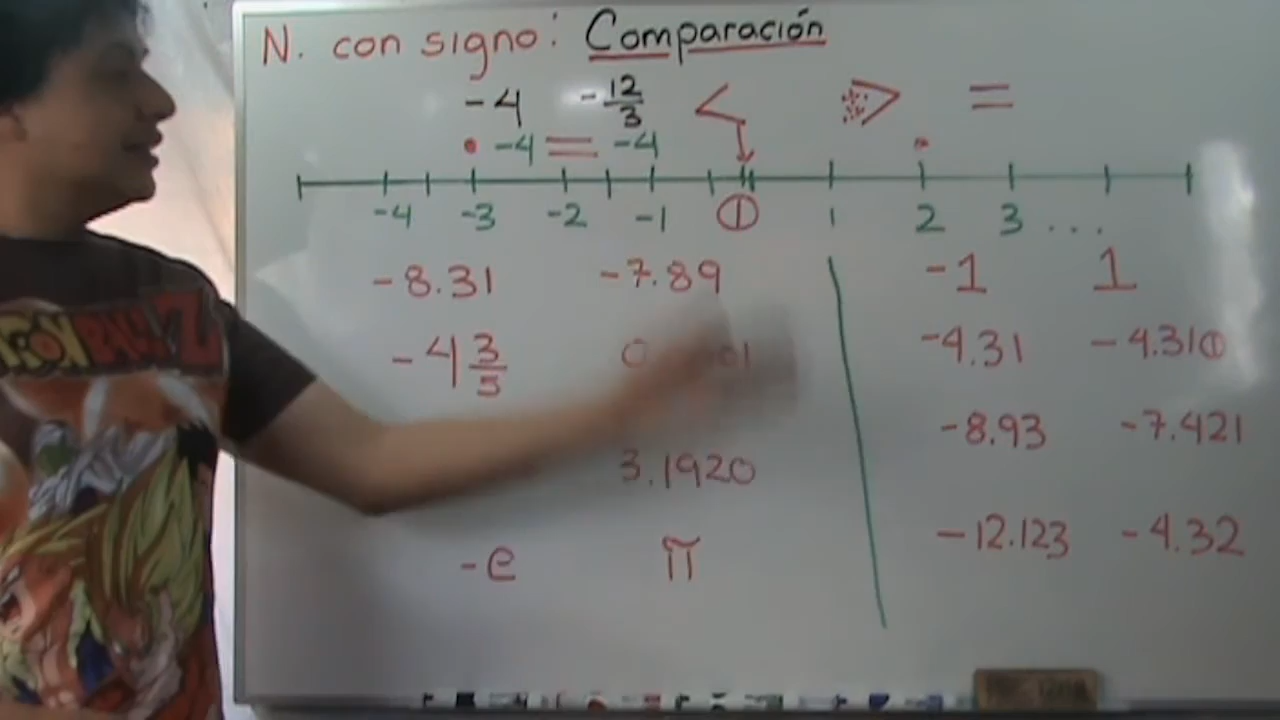 N. con signo: Comparación
-4 -12/3 < > =
-4 = -4
-4 -3 -2 -1 0 1 2 3 ...
-8.31 -7.89 -1 1
-4 3/5 -4.31 -4.310
-8.93 -7.421
3.1920
-e π -12.123 -4.32